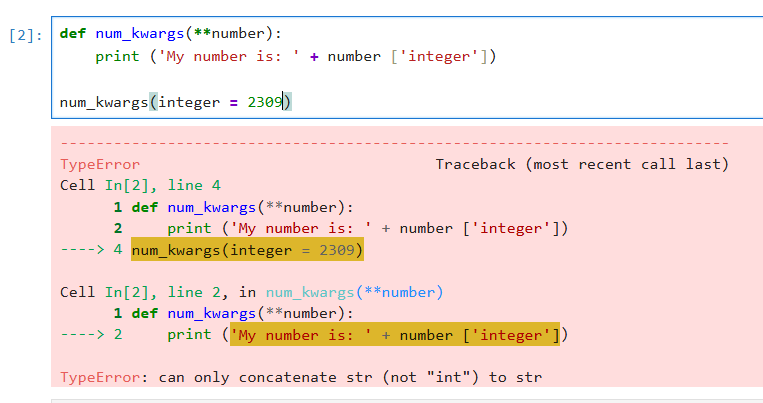 [2]: def num_kwargs(**number):
print ('My number is: ' + number ['integer'])
num_kwargs(integer = 2309)
---------------------------------------------------------------------------
TypeError                                 Traceback (most recent call last)
Cell In[2], line 4
1 def num_kwargs(**number):
2     print ('My number is: ' + number ['integer'])
----> 4 num_kwargs(integer = 2309)
Cell In[2], line 2, in num_kwargs(**number)
1 def num_kwargs(**number):
----> 2     print ('My number is: ' + number ['integer'])
TypeError: can only concatenate str (not "int") to str